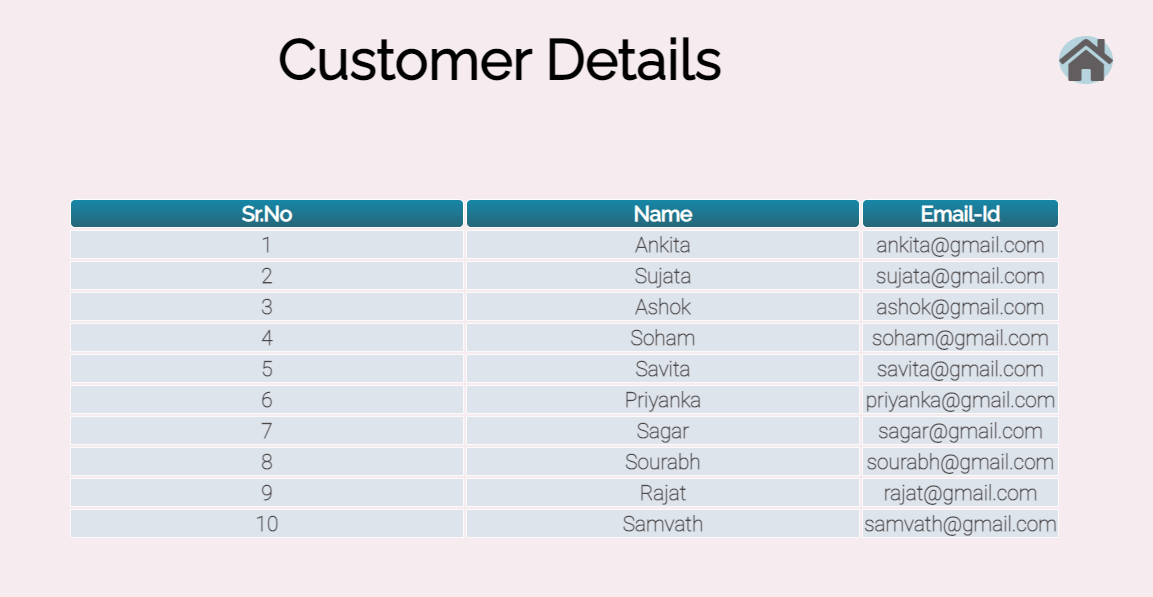 Customer Details
Sr.No Name Email-Id
1 Ankita ankita@gmail.com
2 Sujata sujata@gmail.com
3 Ashok ashok@gmail.com
4 Soham soham@gmail.com
5 Savita savita@gmail.com
6 Priyanka priyanka@gmail.com
7 Sagar sagar@gmail.com
8 Sourabh sourabh@gmail.com
9 Rajat rajat@gmail.com
10 Samvath samvath@gmail.com